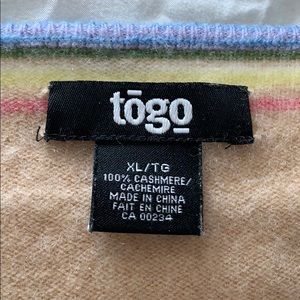 tōgo
XL/TG
100% CASHMERE/
CACHEMIRE
MADE IN CHINA
FAIT EN CHINE
CA 00234